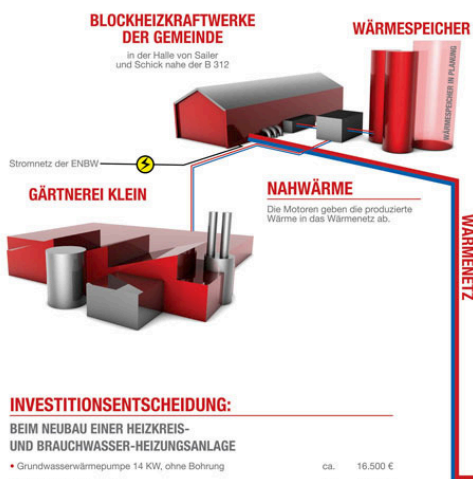 BLOCKHEIZKRAFTWERKE
DER GEMEINDE
in der Halle von Sailer
und Schick nahe der B 312
WÄRMESPEICHER
WÄRMESPEICHER IN PLANUNG
Stromnetz der ENBW
GÄRTNEREI KLEIN
NAHWÄRME
Die Motoren geben die produzierte
Wärme in das Wärmenetz ab.
WÄRMENETZ
INVESTITIONSENTSCHEIDUNG:
BEIM NEUBAU EINER HEIZKREIS-
UND BRAUCHWASSER-HEIZUNGSANLAGE
• Grundwasserwärmepumpe 14 KW, ohne Bohrung ca. 16.500 €